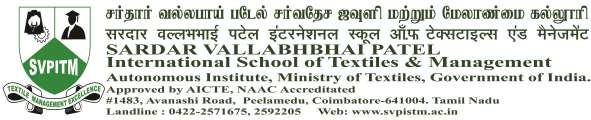 சர்தார் வல்லபாய் படேல் சர்வதேச ஜவுளி மற்றும் மேலாண்மை கல்லூரி
सरदार वल्लभभाई पटेल इंटरनेशनल स्कूल ऑफ़ टेक्सटाइल्स एंड मैनेजमेंट
SARDAR VALLABHBHAI PATEL
International School of Textiles & Management
Autonomous Institute, Ministry of Textiles, Government of India.
Approved by AICTE, NAAC Accredited
#1483, Avanashi Road, Peelamedu, Coimbatore-641004. Tamil Nadu
Landline : 0422-2571675, 2592205 Web: www.svpistm.ac.in
SVPITM
TEXTILE MANAGEMENT EXCELLENCE